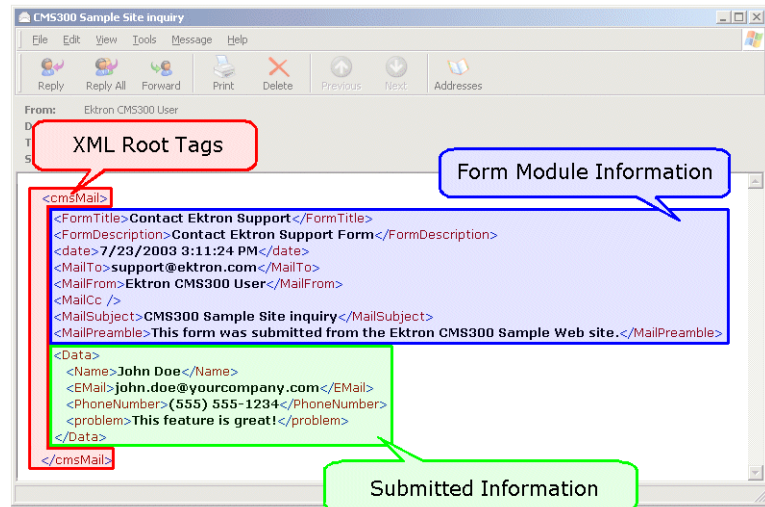 CMS300 Sample Site inquiry
File Edit View Tools Message Help
Reply Reply All Forward Print Delete Previous Next Addresses
From: Ektron CMS300 User
D
T
S
XML Root Tags
Form Module Information
<cmsMail>
<FormTitle>Contact Ektron Support</FormTitle>
<FormDescription>Contact Ektron Support Form</FormDescription>
<date>7/23/2003 3:11:24 PM</date>
<MailTo>support@ektron.com</MailTo>
<MailFrom>Ektron CMS300 User</MailFrom>
<MailCc />
<MailSubject>CMS300 Sample Site inquiry</MailSubject>
<MailPreamble>This form was submitted from the Ektron CMS300 Sample Web site.</MailPreamble>
<Data>
<Name>John Doe</Name>
<EMail>john.doe@yourcompany.com</EMail>
<PhoneNumber>(555) 555-1234</PhoneNumber>
<problem>This feature is great!</problem>
</Data>
</cmsMail>
Submitted Information